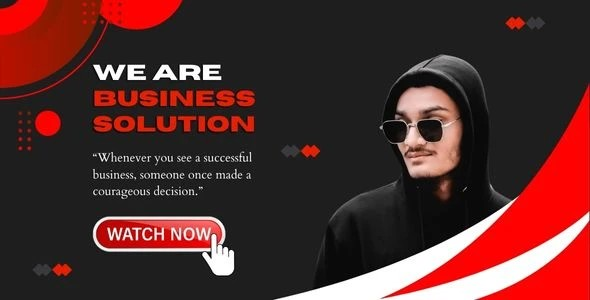 WE ARE
BUSINESS
SOLUTION
“Whenever you see a successful
business, someone once made a
courageous decision.”
WATCH NOW